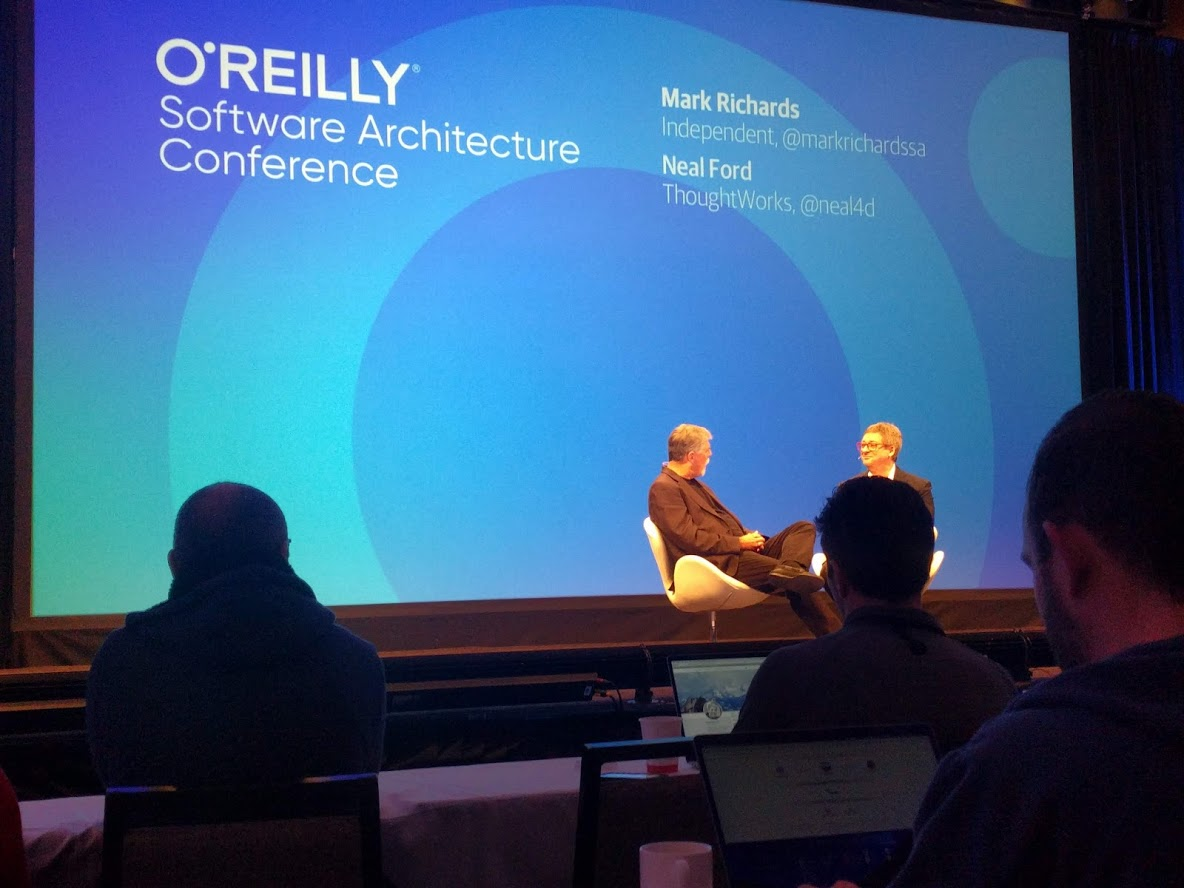 O'REILLY®
Software Architecture
Conference
Mark Richards
Independent, @markrichardssa
Neal Ford
ThoughtWorks, @neal4d